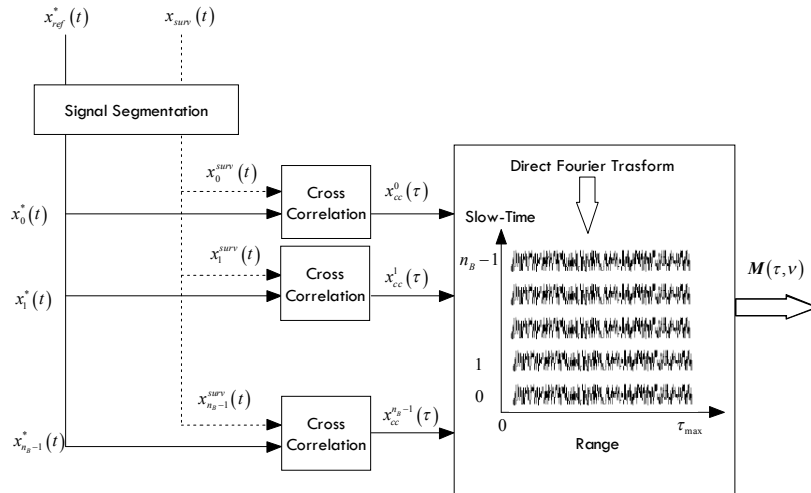 x*_ref(t)
x_surv(t)
Signal Segmentation
x_0^surv(t)
x*_0(t)
Cross
Correlation
x_cc^0(τ)
x_1^surv(t)
x*_1(t)
Cross
Correlation
x_cc^1(τ)
x_{n_B−1}^surv(t)
x*_{n_B−1}(t)
Cross
Correlation
x_cc^{n_B−1}(τ)
Direct Fourier Trasform
Slow-Time
n_B −1
1
0
0
τ_max
Range
M(τ,ν)